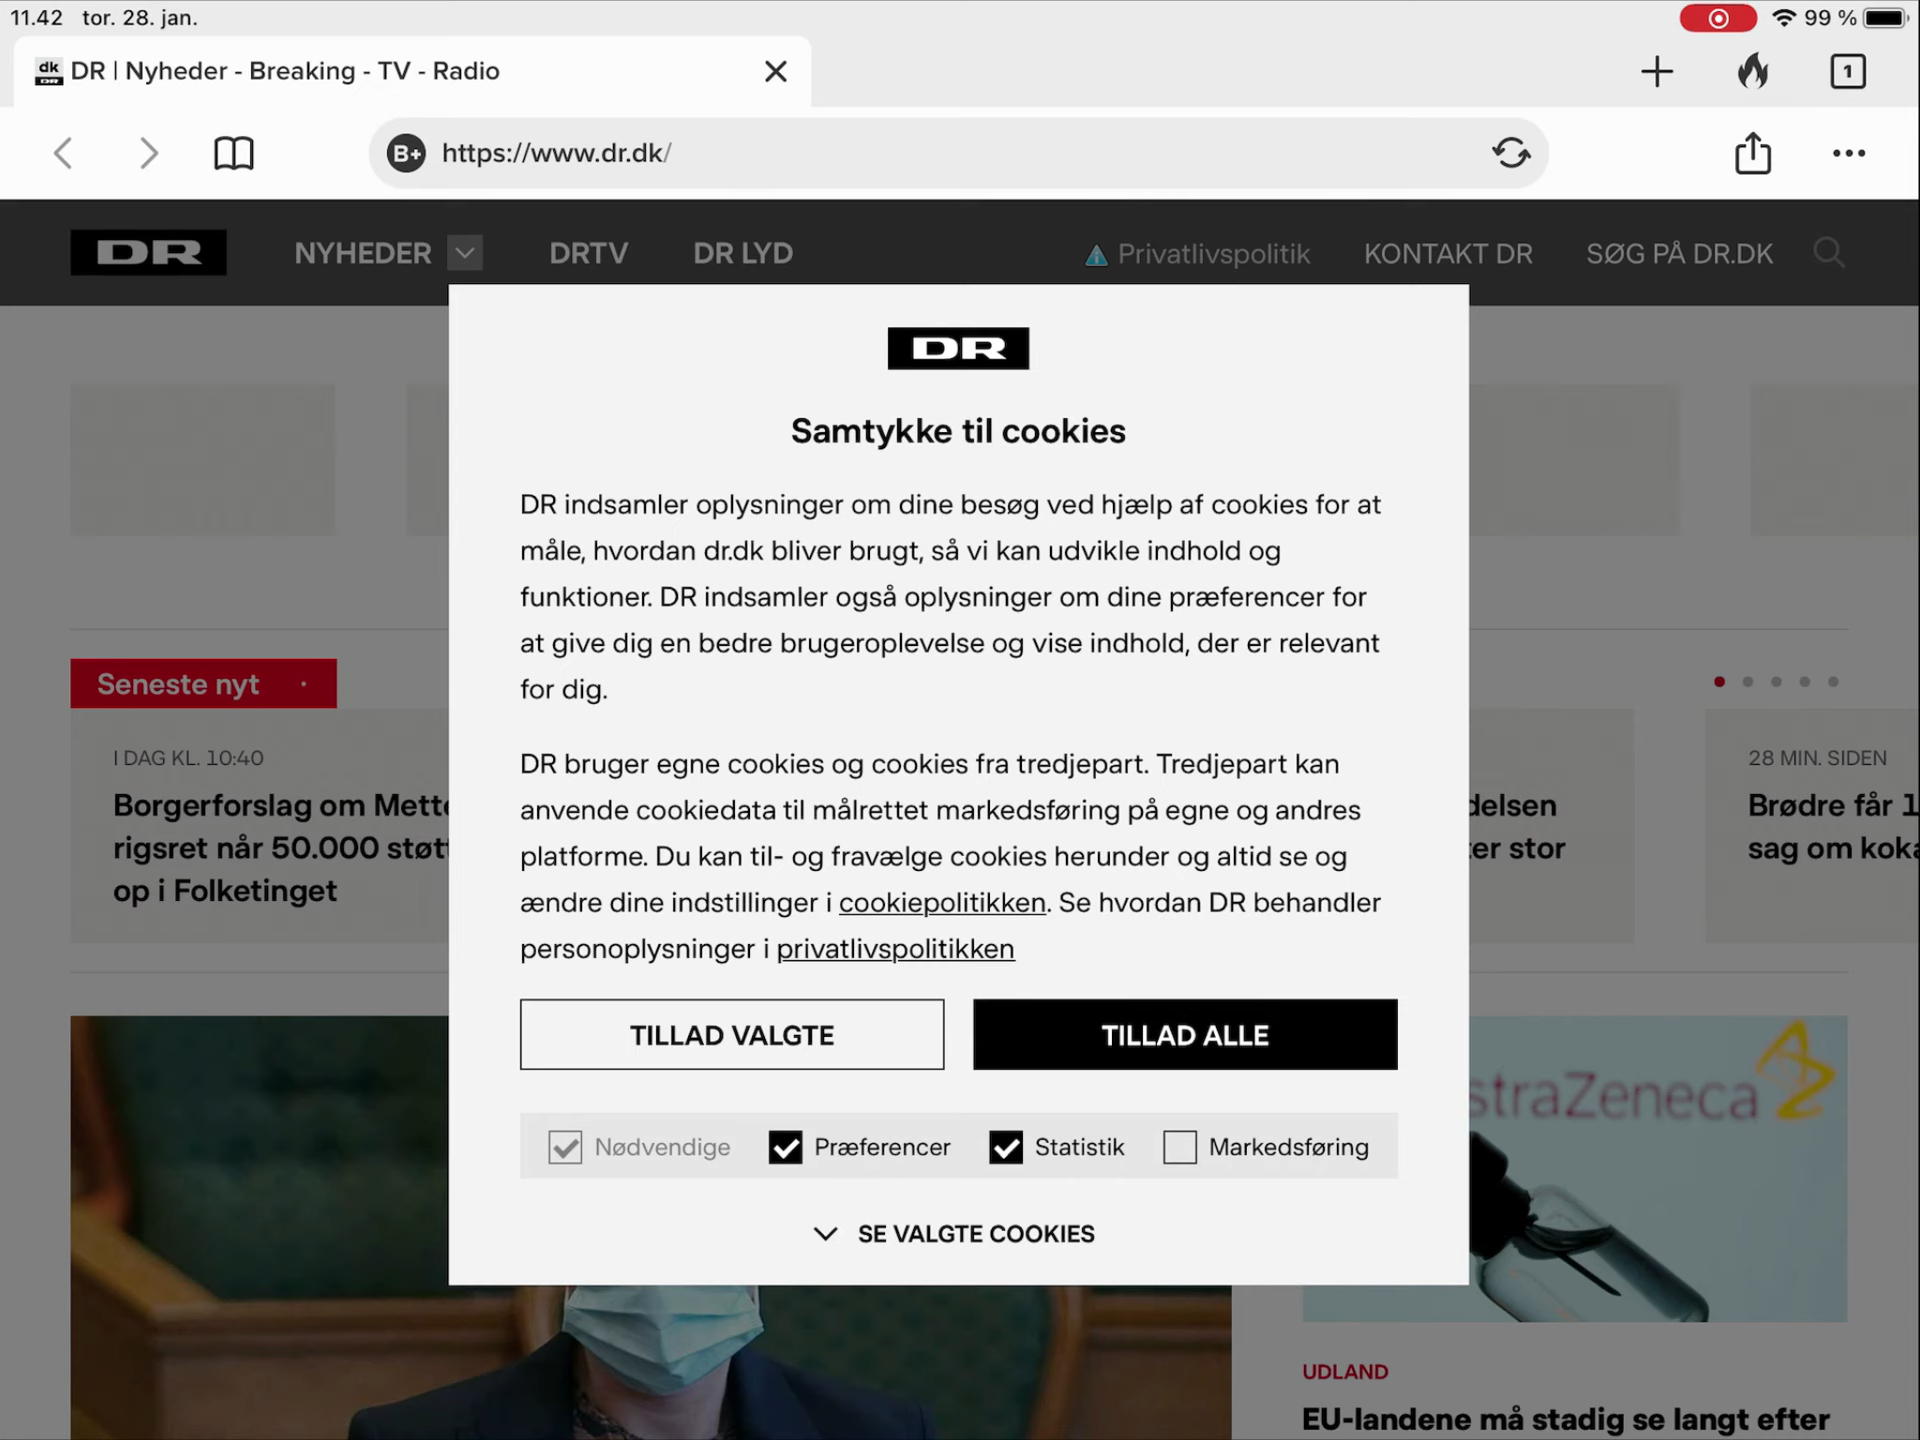 11.42 tor. 28. jan.
99 %
dk
DR
DR | Nyheder - Breaking - TV - Radio
1
B+ https://www.dr.dk/
DR
NYHEDER
DRTV
DR LYD
Privatlivspolitik
KONTAKT DR
SØG PÅ DR.DK
DR
Samtykke til cookies
DR indsamler oplysninger om dine besøg ved hjælp af cookies for at
måle, hvordan dr.dk bliver brugt, så vi kan udvikle indhold og
funktioner. DR indsamler også oplysninger om dine præferencer for
at give dig en bedre brugeroplevelse og vise indhold, der er relevant
for dig.
DR bruger egne cookies og cookies fra tredjepart. Tredjepart kan
anvende cookiedata til målrettet markedsføring på egne og andres
platforme. Du kan til- og fravælge cookies herunder og altid se og
ændre dine indstillinger i cookiepolitikken. Se hvordan DR behandler
personoplysninger i privatlivspolitikken
TILLAD VALGTE
TILLAD ALLE
Nødvendige
Præferencer
Statistik
Markedsføring
SE VALGTE COOKIES
Seneste nyt
I DAG KL. 10:40
Borgerforslag om
rigsret når 50.000
op i Folketinget
stor
28 MIN. SIDEN
Brødre får
sag om
straZeneca
UDLAND
EU-landene må stadig se langt efter